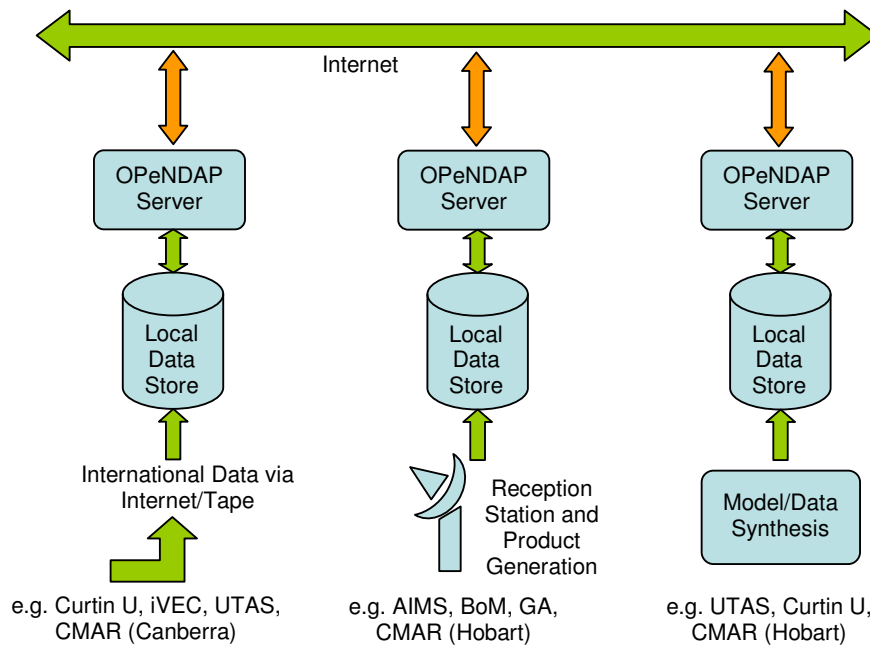 Internet
OPeNDAP
Server
OPeNDAP
Server
OPeNDAP
Server
Local
Data
Store
Local
Data
Store
Local
Data
Store
International Data via
Internet/Tape
Reception
Station and
Product
Generation
Model/Data
Synthesis
e.g. Curtin U, iVEC, UTAS,
CMAR (Canberra)
e.g. AIMS, BoM, GA,
CMAR (Hobart)
e.g. UTAS, Curtin U,
CMAR (Hobart)